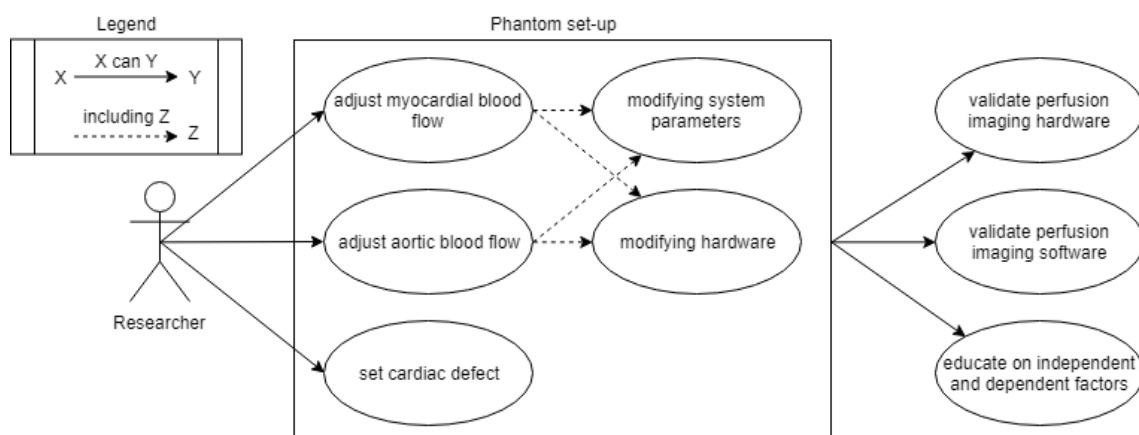 Legend
X can Y
X
Y
including Z
Z
Researcher
Phantom set-up
adjust myocardial blood
flow
modifying system
parameters
adjust aortic blood flow
modifying hardware
set cardiac defect
validate perfusion
imaging hardware
validate perfusion
imaging software
educate on independent
and dependent factors